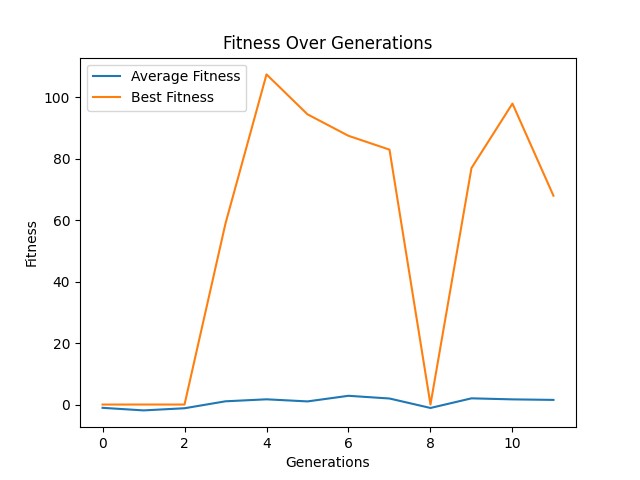 Fitness Over Generations
Average Fitness
Best Fitness
100
80
60
40
20
0
Fitness
0 2 4 6 8 10
Generations